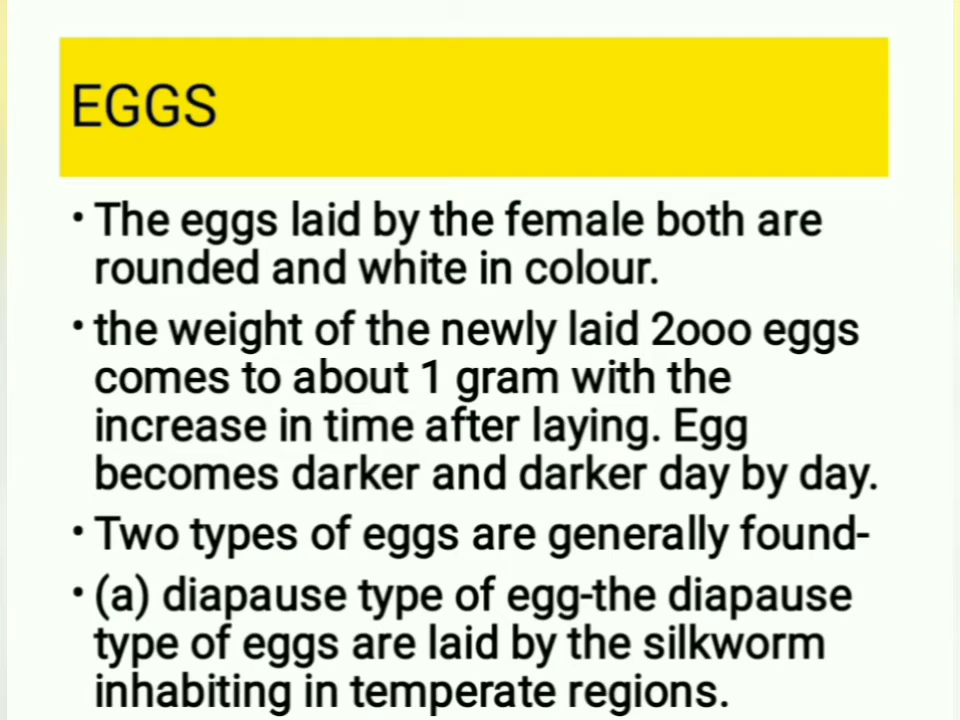 EGGS
• The eggs laid by the female both are
rounded and white in colour.
• the weight of the newly laid 2ooo eggs
comes to about 1 gram with the
increase in time after laying. Egg
becomes darker and darker day by day.
• Two types of eggs are generally found-
• (a) diapause type of egg-the diapause
type of eggs are laid by the silkworm
inhabiting in temperate regions.